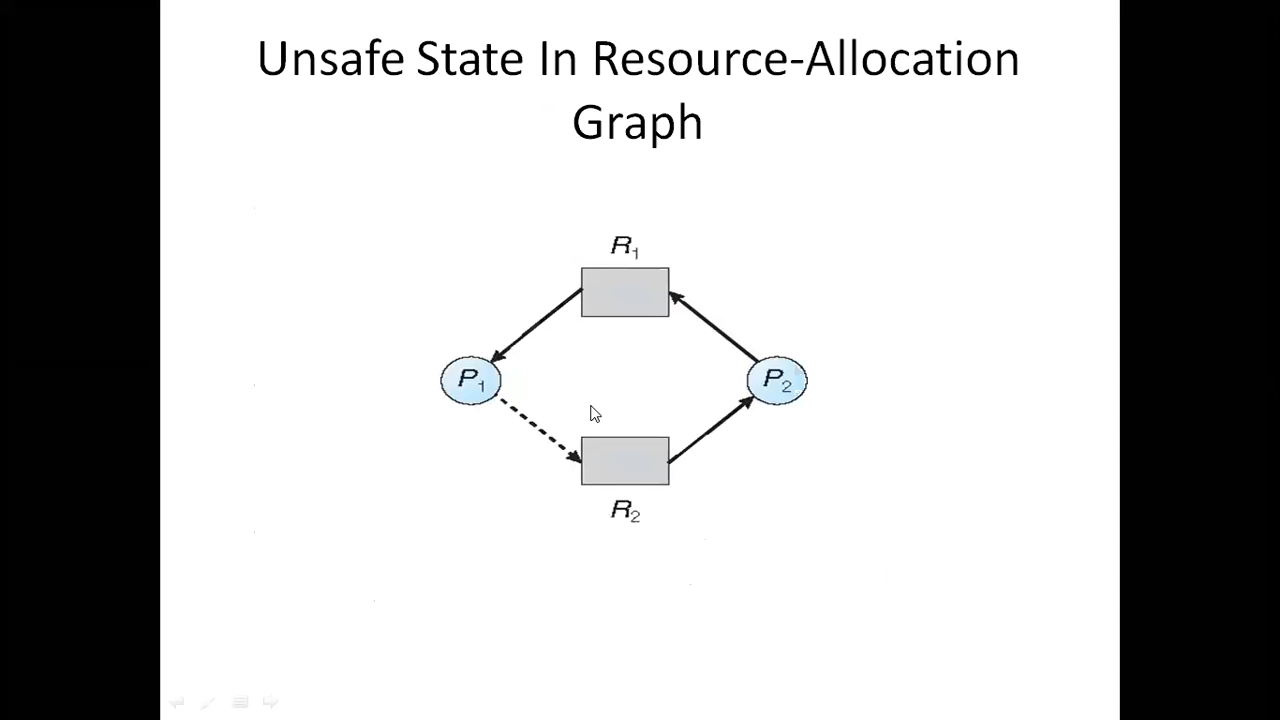 Unsafe State In Resource-Allocation
Graph
R1
P1
P2
R2